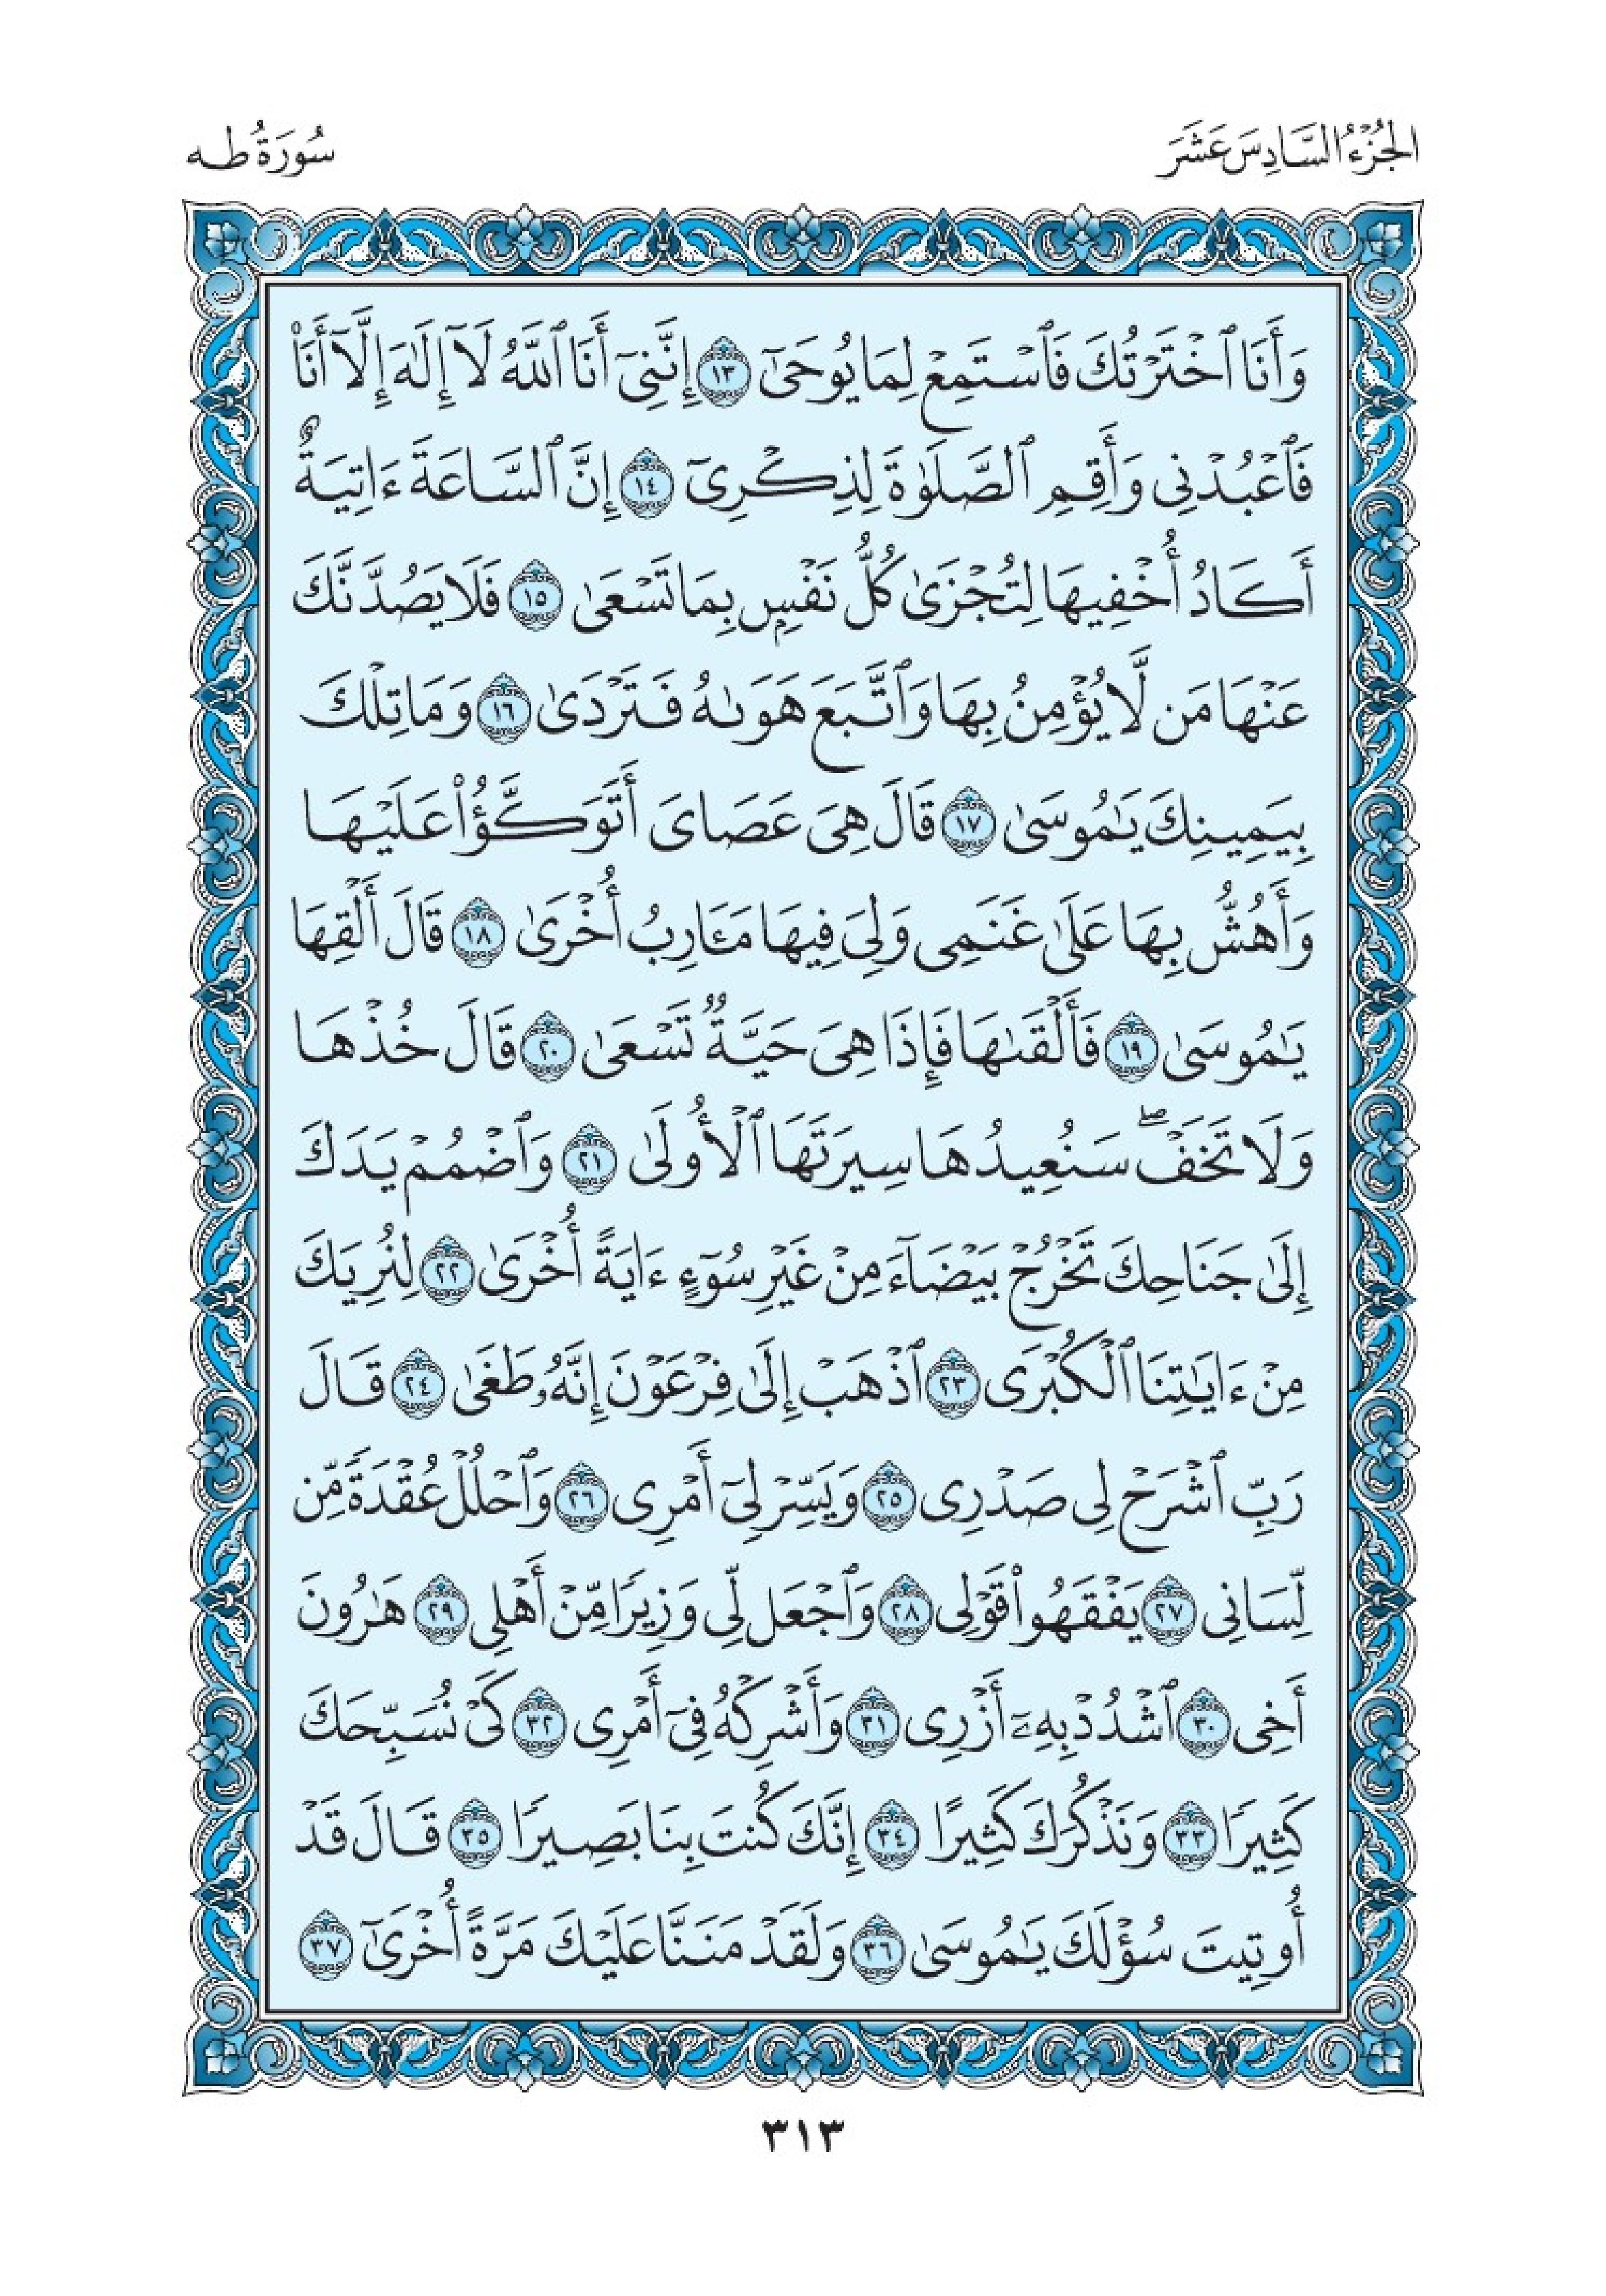 الجُزْءُ السَّادِسَ عَشَرَ
سُورَةُ طه
وَأَنَا ٱخْتَرْتُكَ فَٱسْتَمِعْ لِمَا يُوحَىٰٓ ١٣ إِنَّنِىٓ أَنَا ٱللَّهُ لَآ إِلَٰهَ إِلَّآ أَنَا۠
فَٱعْبُدْنِى وَأَقِمِ ٱلصَّلَوٰةَ لِذِكْرِىٓ ١٤ إِنَّ ٱلسَّاعَةَ ءَاتِيَةٌ
أَكَادُ أُخْفِيهَا لِتُجْزَىٰ كُلُّ نَفْسٍۭ بِمَا تَسْعَىٰ ١٥ فَلَا يَصُدَّنَّكَ
عَنْهَا مَن لَّا يُؤْمِنُ بِهَا وَٱتَّبَعَ هَوَىٰهُ فَتَرْدَىٰ ١٦ وَمَا تِلْكَ
بِيَمِينِكَ يَٰمُوسَىٰ ١٧ قَالَ هِىَ عَصَاىَ أَتَوَكَّؤُا۟ عَلَيْهَا
وَأَهُشُّ بِهَا عَلَىٰ غَنَمِى وَلِىَ فِيهَا مَـَٔارِبُ أُخْرَىٰ ١٨ قَالَ أَلْقِهَا
يَٰمُوسَىٰ ١٩ فَأَلْقَىٰهَا فَإِذَا هِىَ حَيَّةٌ تَسْعَىٰ ٢٠ قَالَ خُذْهَا
وَلَا تَخَفْ ۖ سَنُعِيدُهَا سِيرَتَهَا ٱلْأُولَىٰ ٢١ وَٱضْمُمْ يَدَكَ
إِلَىٰ جَنَاحِكَ تَخْرُجْ بَيْضَآءَ مِنْ غَيْرِ سُوٓءٍ ءَايَةً أُخْرَىٰ ٢٢ لِنُرِيَكَ
مِنْ ءَايَٰتِنَا ٱلْكُبْرَى ٢٣ ٱذْهَبْ إِلَىٰ فِرْعَوْنَ إِنَّهُۥ طَغَىٰ ٢٤ قَالَ
رَبِّ ٱشْرَحْ لِى صَدْرِى ٢٥ وَيَسِّرْ لِىٓ أَمْرِى ٢٦ وَٱحْلُلْ عُقْدَةً مِّن
لِّسَانِى ٢٧ يَفْقَهُوا۟ قَوْلِى ٢٨ وَٱجْعَل لِّى وَزِيرًا مِّنْ أَهْلِى ٢٩ هَٰرُونَ
أَخِى ٣٠ ٱشْدُدْ بِهِۦٓ أَزْرِى ٣١ وَأَشْرِكْهُ فِىٓ أَمْرِى ٣٢ كَىْ نُسَبِّحَكَ
كَثِيرًا ٣٣ وَنَذْكُرَكَ كَثِيرًا ٣٤ إِنَّكَ كُنتَ بِنَا بَصِيرًا ٣٥ قَالَ قَدْ
أُوتِيتَ سُؤْلَكَ يَٰمُوسَىٰ ٣٦ وَلَقَدْ مَنَنَّا عَلَيْكَ مَرَّةً أُخْرَىٰٓ ٣٧
٣١٣